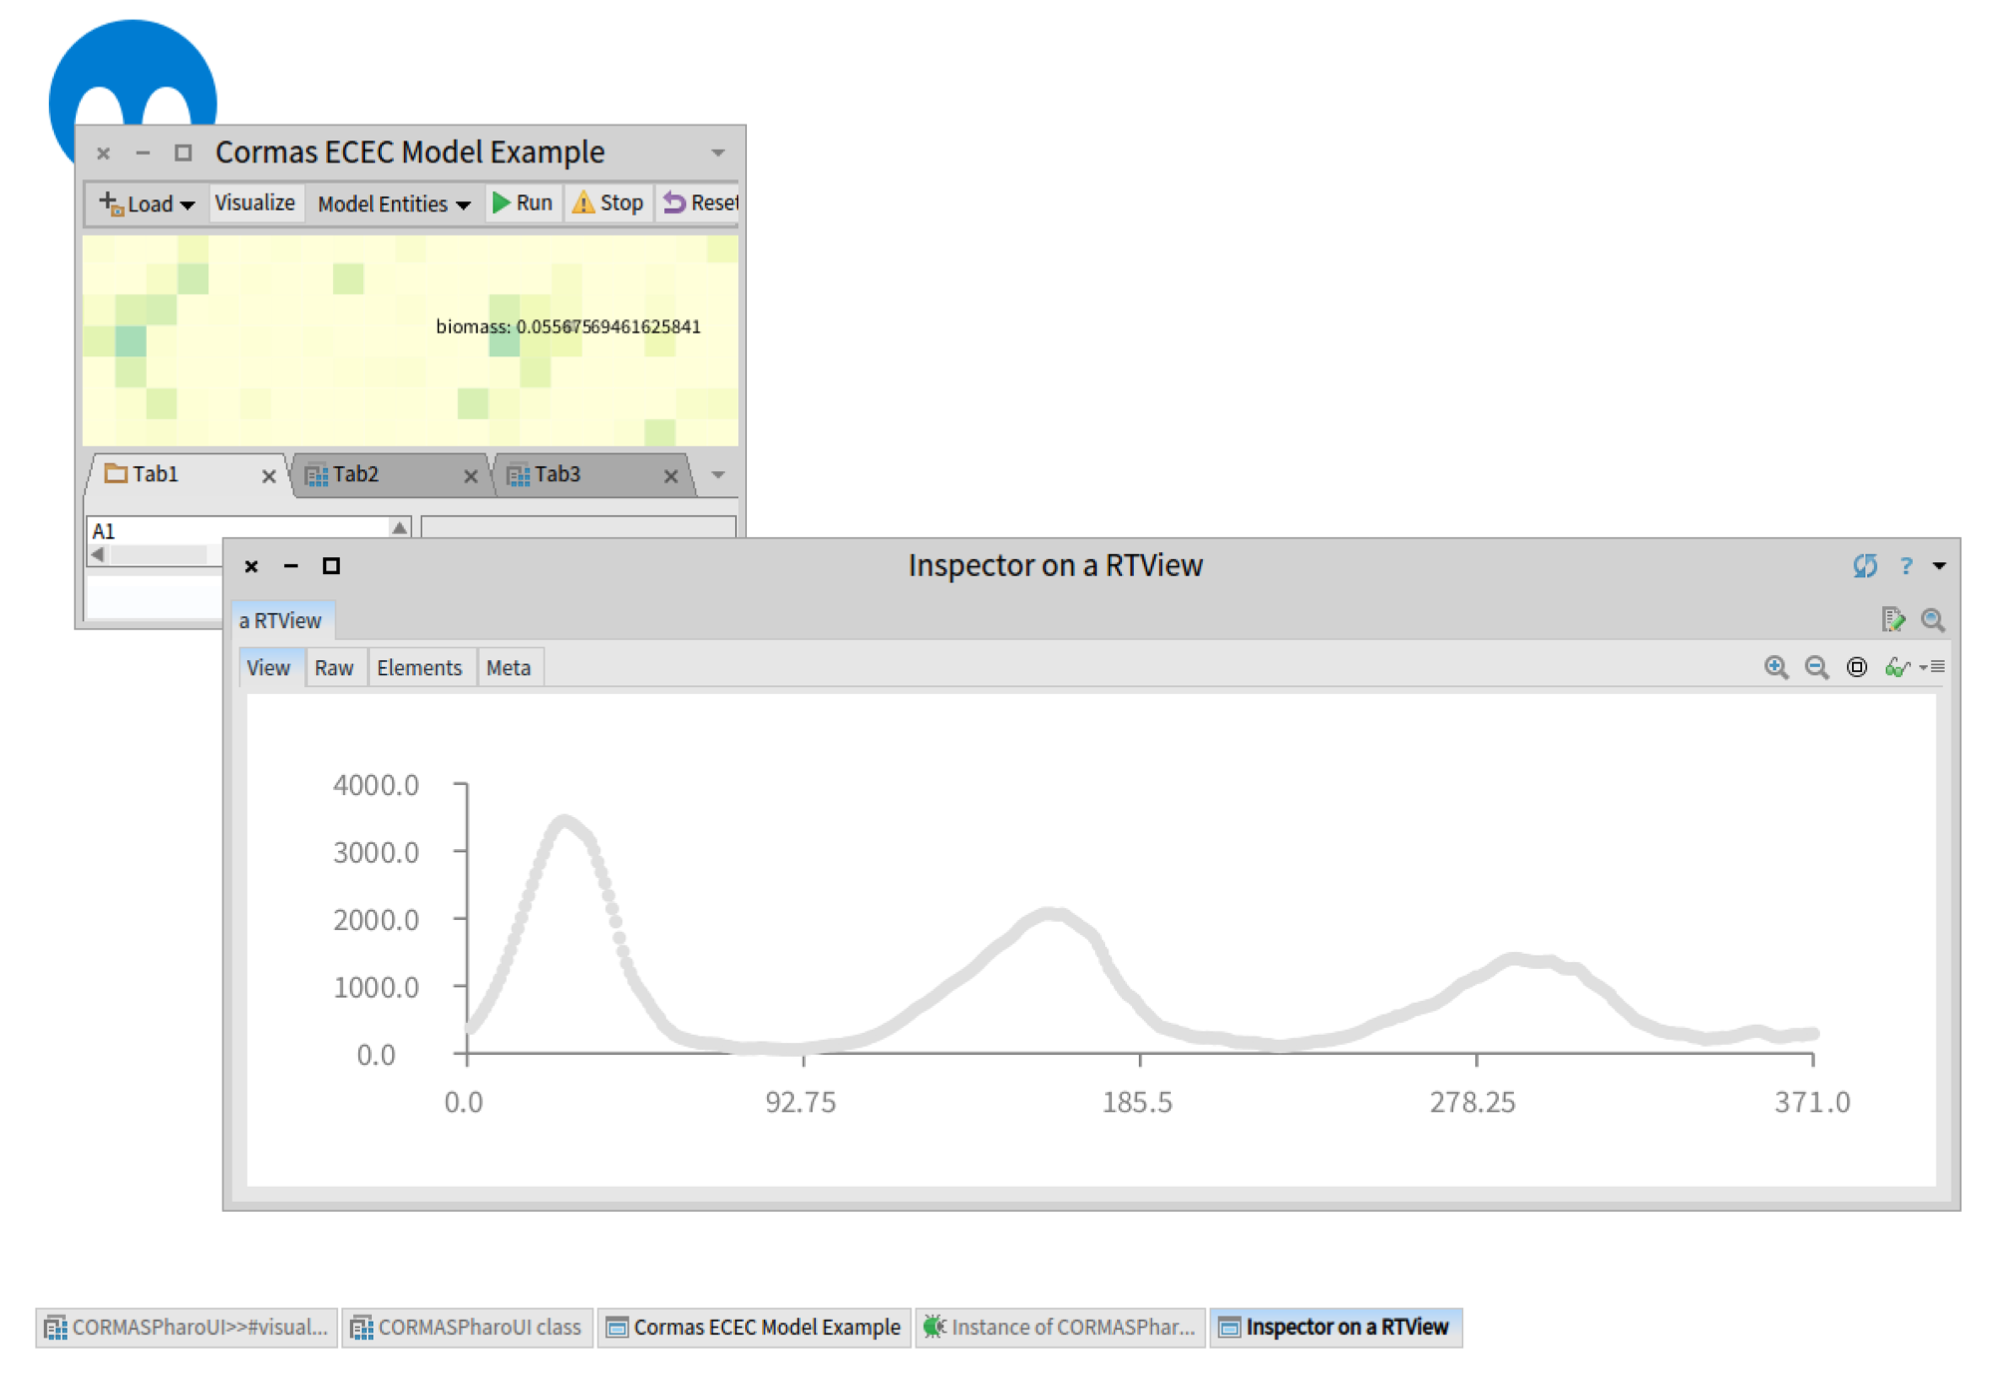 Cormas ECEC Model Example
Load Visualize Model Entities Run Stop Reset
biomass: 0.05567569461625841
Tab1 Tab2 Tab3
A1
Inspector on a RTView
?
a RTView
View Raw Elements Meta
4000.0
3000.0
2000.0
1000.0
0.0
0.0 92.75 185.5 278.25 371.0
CORMASPharoUI>>#visual... CORMASPharoUI class Cormas ECEC Model Example Instance of CORMASPhar... Inspector on a RTView